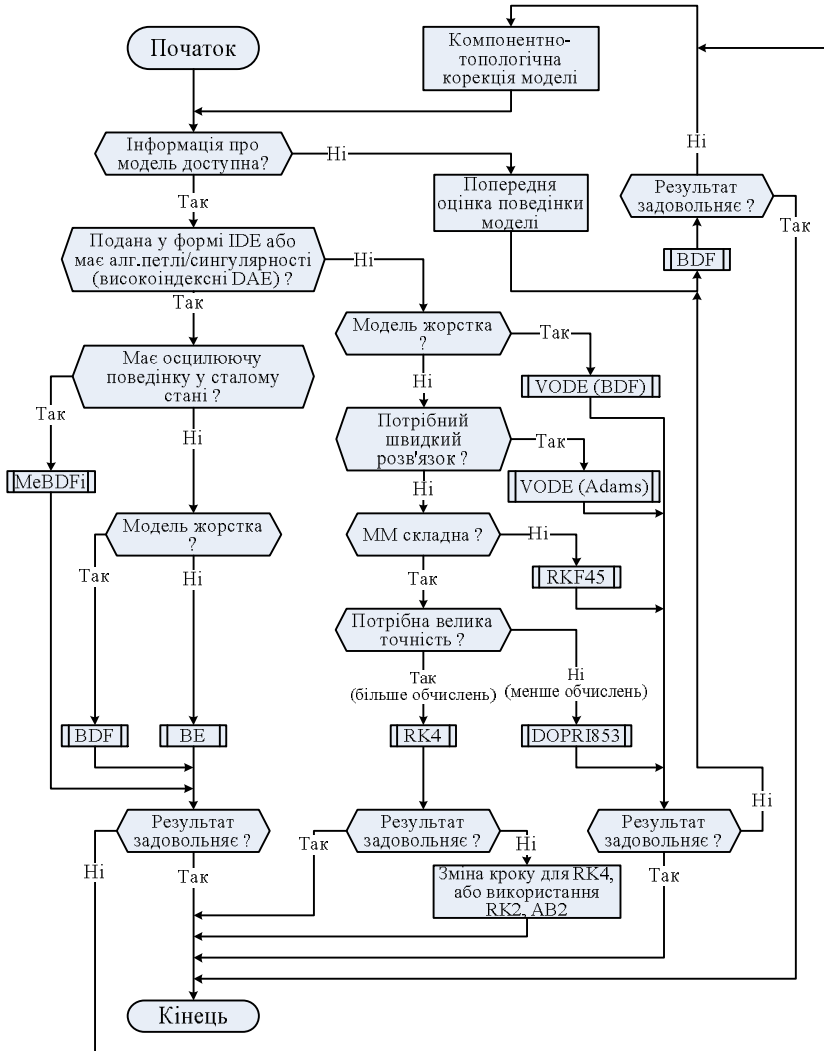 Початок
Компонентно-
топологічна
корекція моделі
Інформація про
модель доступна?
Ні
Так
Попередня
оцінка поведінки
моделі
Ні
Результат
задовольняє ?
Так
BDF
Подана у формі IDE або
має алг.петлі/сингулярності
(високоіндексні DAE) ?
Ні
Так
Модель жорстка
?
Так
Ні
VODE (BDF)
Має осцилюючу
поведінку у сталому
стані ?
Так
Ні
MeBDFi
Потрібний
швидкий
розв'язок ?
Так
Ні
VODE (Adams)
Модель жорстка
?
Так
Ні
ММ складна ?
Ні
Так
RKF45
Потрібна велика
точність ?
Так
(більше обчислень)
Ні
(менше обчислень)
BDF
BE
RK4
DOPRI853
Результат
задовольняє ?
Ні
Так
Результат
задовольняє ?
Так
Ні
Результат
задовольняє ?
Ні
Так
Зміна кроку для RK4,
або використання
RK2, AB2
Кінець